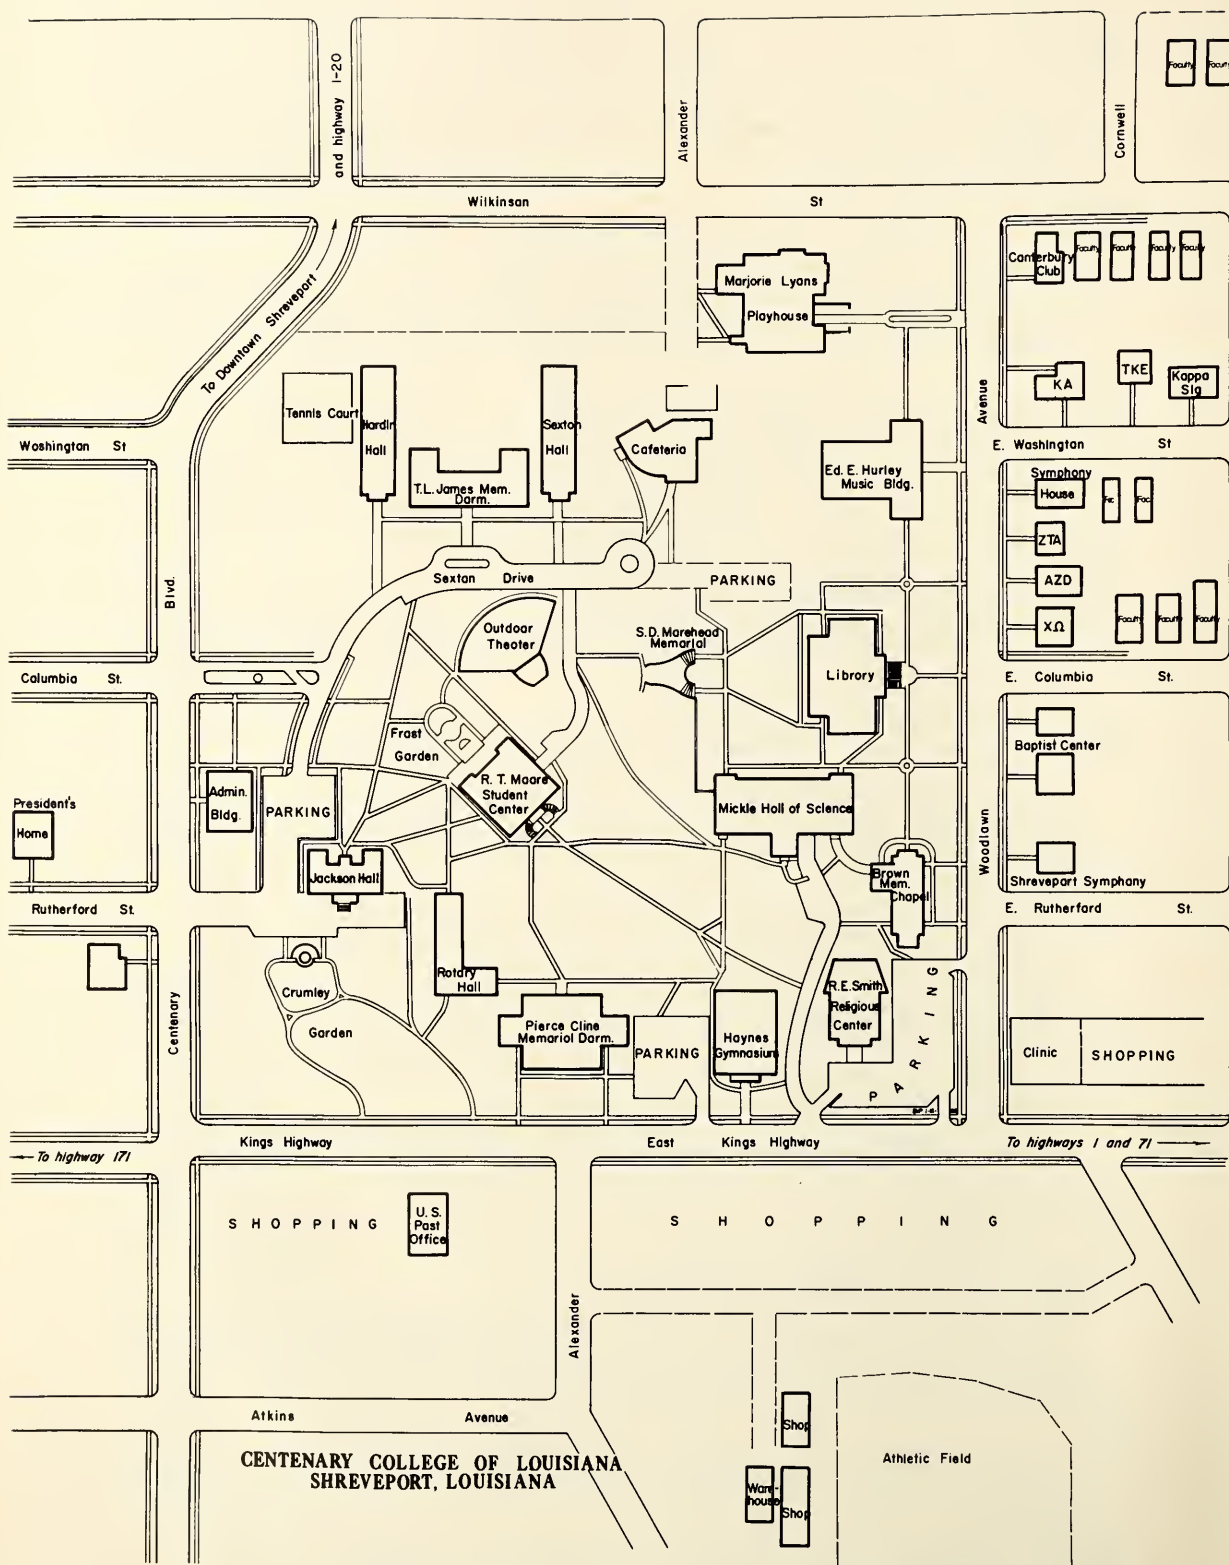 and highway I-20
Alexander
Cornwell
Faculty
Wilkinson St
To Downtown Shreveport
Marjorie Lyons
Playhouse
Canterbury
Club
Faculty
Faculty
Faculty
Faculty
Avenue
KA
TKE
Kappa
Sig
Washington St
E. Washington St
Tennis Court
Hardin
Hall
T.L. James Mem.
Dorm.
Sexton
Hall
Cafeteria
Ed. E. Hurley
Music Bldg.
Symphony
House
Fac
Fac.
ZTA
AZD
ΧΩ
Faculty
Faculty
Faculty
Blvd.
Sexton Drive
PARKING
Outdoor
Theater
S.D. Morehead
Memorial
Library
Columbia St.
E. Columbia St.
Frost
Garden
R. T. Moore
Student
Center
Baptist Center
Admin.
Bldg.
PARKING
President's
Home
Mickle Hall of Science
Woodlawn
Jackson Hall
Brown
Mem.
Chapel
Shreveport Symphony
Rutherford St.
E. Rutherford St.
Crumley
Garden
Rotary
Hall
Centenary
Pierce Cline
Memorial Dorm.
PARKING
Haynes
Gymnasium
R.E. Smith
Religious
Center
PARKING
Clinic
SHOPPING
Kings Highway
East Kings Highway
To highway 171
To highways 1 and 71
SHOPPING
U.S.
Post
Office
SHOPPING
Alexander
Atkins Avenue
Shop
Athletic Field
Ware-
house
Shop
CENTENARY COLLEGE OF LOUISIANA
SHREVEPORT, LOUISIANA